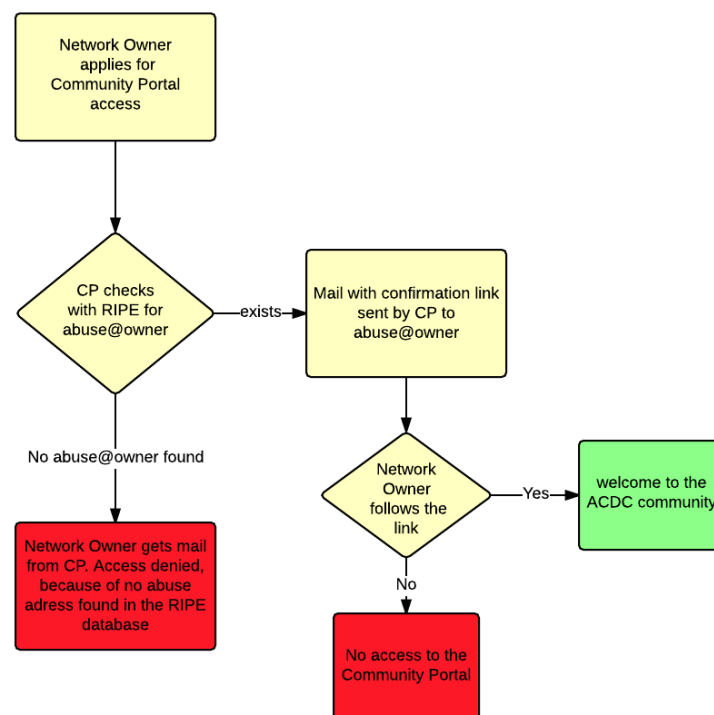 Network Owner
applies for
Community Portal
access
CP checks
with RIPE for
abuse@owner
exists
Mail with confirmation link
sent by CP to
abuse@owner
No abuse@owner found
Network Owner gets mail
from CP. Access denied,
because of no abuse
adress found in the RIPE
database
Network
Owner
follows the
link
Yes
welcome to the
ACDC community
No
No access to the
Community Portal